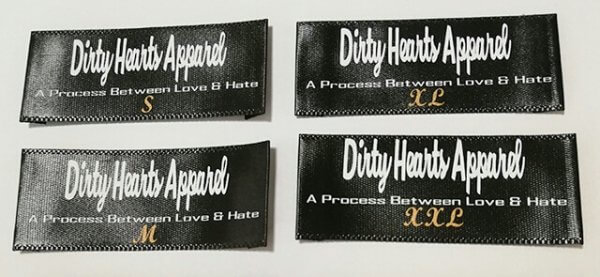 Dirty Hearts Apparel
A Process Between Love & Hate
S
Dirty Hearts Apparel
A Process Between Love & Hate
XL
Dirty Hearts Apparel
A Process Between Love & Hate
M
Dirty Hearts Apparel
A Process Between Love & Hate
XXL